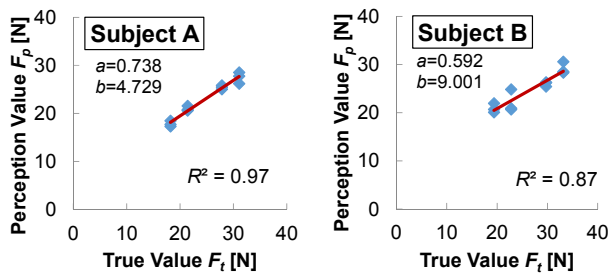 Perception Value Fp [N]
40
30
20
10
0
Subject A
a=0.738
b=4.729
R² = 0.97
0 10 20 30 40
True Value Ft [N]
Perception Value Fp [N]
40
30
20
10
0
Subject B
a=0.592
b=9.001
R² = 0.87
0 10 20 30 40
True Value Ft [N]